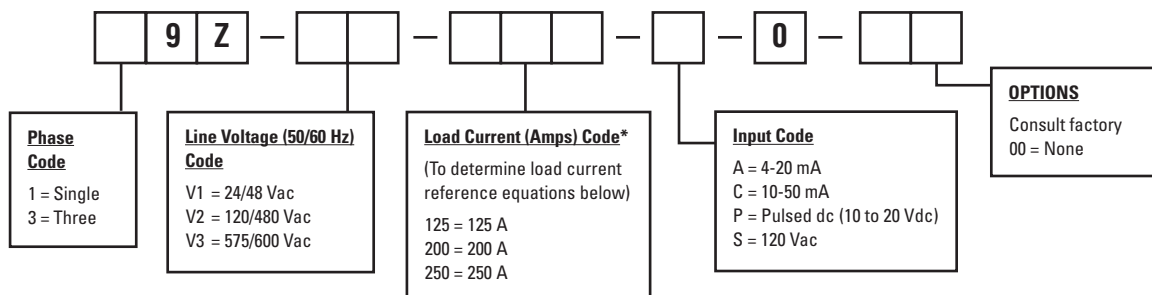 9 Z — — — — 0 —
Phase
Code
1 = Single
3 = Three
Line Voltage (50/60 Hz)
Code
V1 = 24/48 Vac
V2 = 120/480 Vac
V3 = 575/600 Vac
Load Current (Amps) Code*
(To determine load current
reference equations below)
125 = 125 A
200 = 200 A
250 = 250 A
Input Code
A = 4-20 mA
C = 10-50 mA
P = Pulsed dc (10 to 20 Vdc)
S = 120 Vac
OPTIONS
Consult factory
00 = None